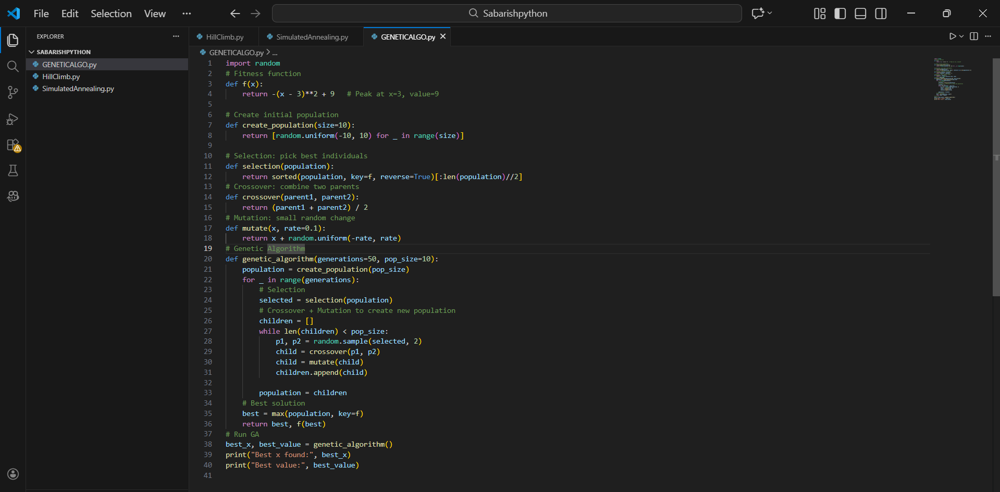 File Edit Selection View ··· Sabarishpython
EXPLORER ···
SABARISHPYTHON
GENETICALGO.py
HillClimb.py
SimulatedAnnealing.py
HillClimb.py SimulatedAnnealing.py GENETICALGO.py
GENETICALGO.py > ...
1 import random
2 # Fitness function
3 def f(x):
4     return -(x - 3)**2 + 9   # Peak at x=3, value=9
5
6 # Create initial population
7 def create_population(size=10):
8     return [random.uniform(-10, 10) for _ in range(size)]
9
10 # Selection: pick best individuals
11 def selection(population):
12     return sorted(population, key=f, reverse=True)[:len(population)//2]
13 # Crossover: combine two parents
14 def crossover(parent1, parent2):
15     return (parent1 + parent2) / 2
16 # Mutation: small random change
17 def mutate(x, rate=0.1):
18     return x + random.uniform(-rate, rate)
19 # Genetic Algorithm
20 def genetic_algorithm(generations=50, pop_size=10):
21     population = create_population(pop_size)
22     for _ in range(generations):
23         # Selection
24         selected = selection(population)
25         # Crossover + Mutation to create new population
26         children = []
27         while len(children) < pop_size:
28             p1, p2 = random.sample(selected, 2)
29             child = crossover(p1, p2)
30             child = mutate(child)
31             children.append(child)
32
33         population = children
34     # Best solution
35     best = max(population, key=f)
36     return best, f(best)
37 # Run GA
38 best_x, best_value = genetic_algorithm()
39 print("Best x found:", best_x)
40 print("Best value:", best_value)
41